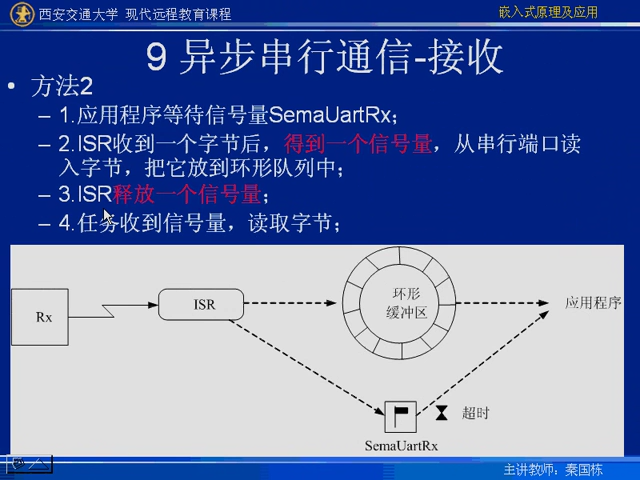 西安交通大学 现代远程教育课程
嵌入式原理及应用
9 异步串行通信-接收
• 方法2
– 1.应用程序等待信号量SemaUartRx；
– 2.ISR收到一个字节后，得到一个信号量，从串行端口读
入字节，把它放到环形队列中；
– 3.ISR释放一个信号量；
– 4.任务收到信号量，读取字节；
Rx
ISR
环形
缓冲区
应用程序
超时
SemaUartRx
主讲教师：秦国栋